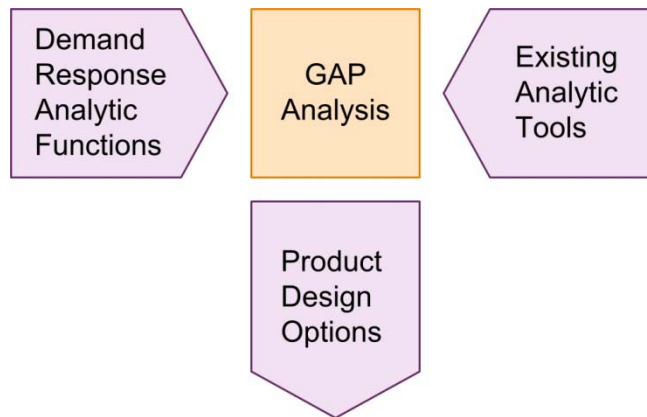 Demand
Response
Analytic
Functions
GAP
Analysis
Existing
Analytic
Tools
Product
Design
Options